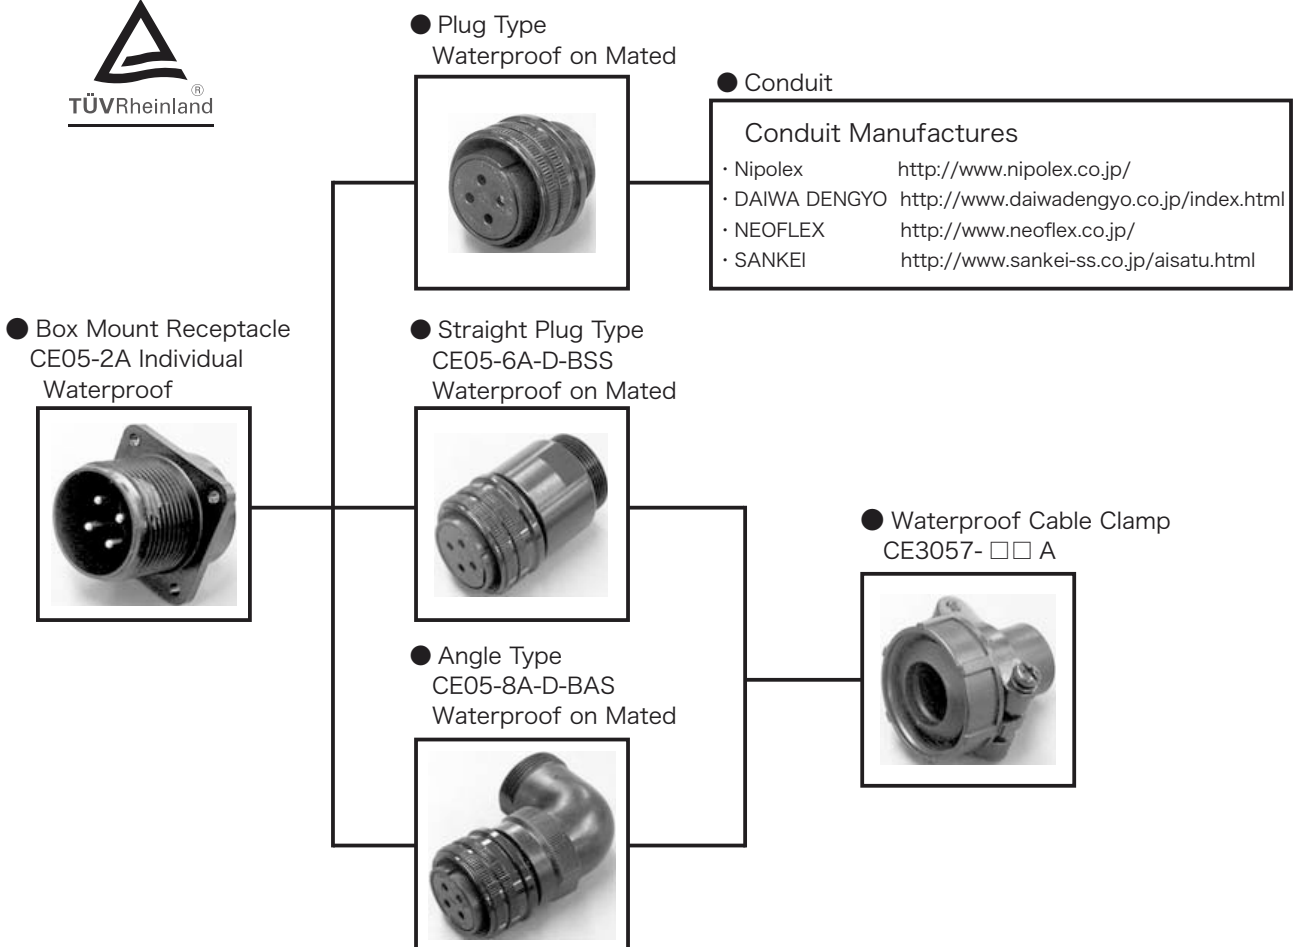 ®
TÜVRheinland
● Plug Type
Waterproof on Mated
● Conduit
Conduit Manufactures
・Nipolex http://www.nipolex.co.jp/
・DAIWA DENGYO http://www.daiwadengyo.co.jp/index.html
・NEOFLEX http://www.neoflex.co.jp/
・SANKEI http://www.sankei-ss.co.jp/aisatu.html
● Box Mount Receptacle
CE05-2A Individual
Waterproof
● Straight Plug Type
CE05-6A-D-BSS
Waterproof on Mated
● Waterproof Cable Clamp
CE3057- □□ A
● Angle Type
CE05-8A-D-BAS
Waterproof on Mated